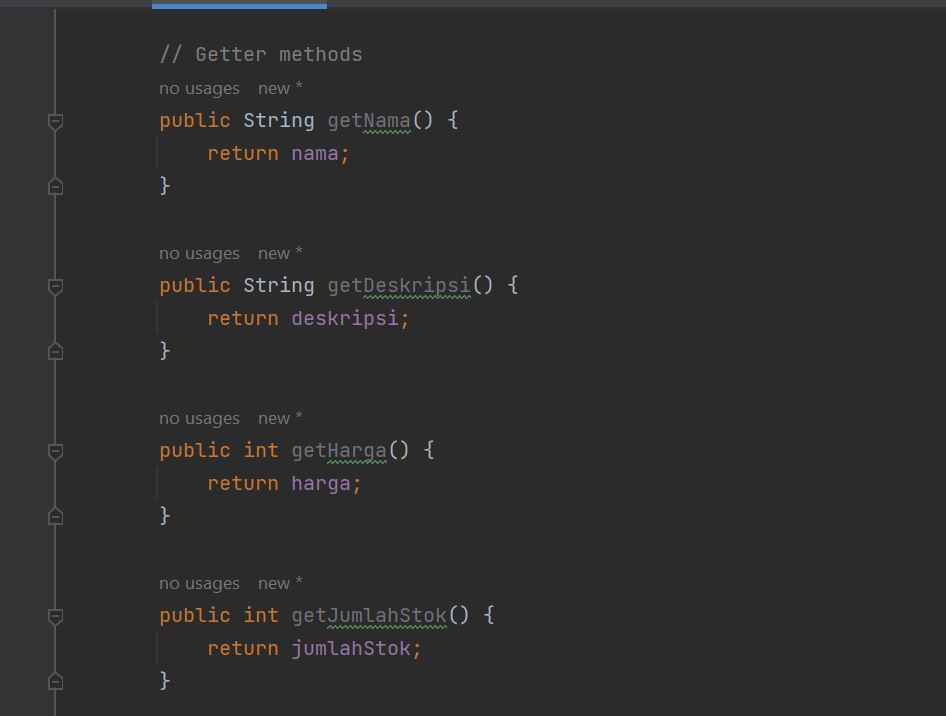 // Getter methods
no usages new *
public String getNama() {
return nama;
}
no usages new *
public String getDeskripsi() {
return deskripsi;
}
no usages new *
public int getHarga() {
return harga;
}
no usages new *
public int getJumlahStok() {
return jumlahStok;
}